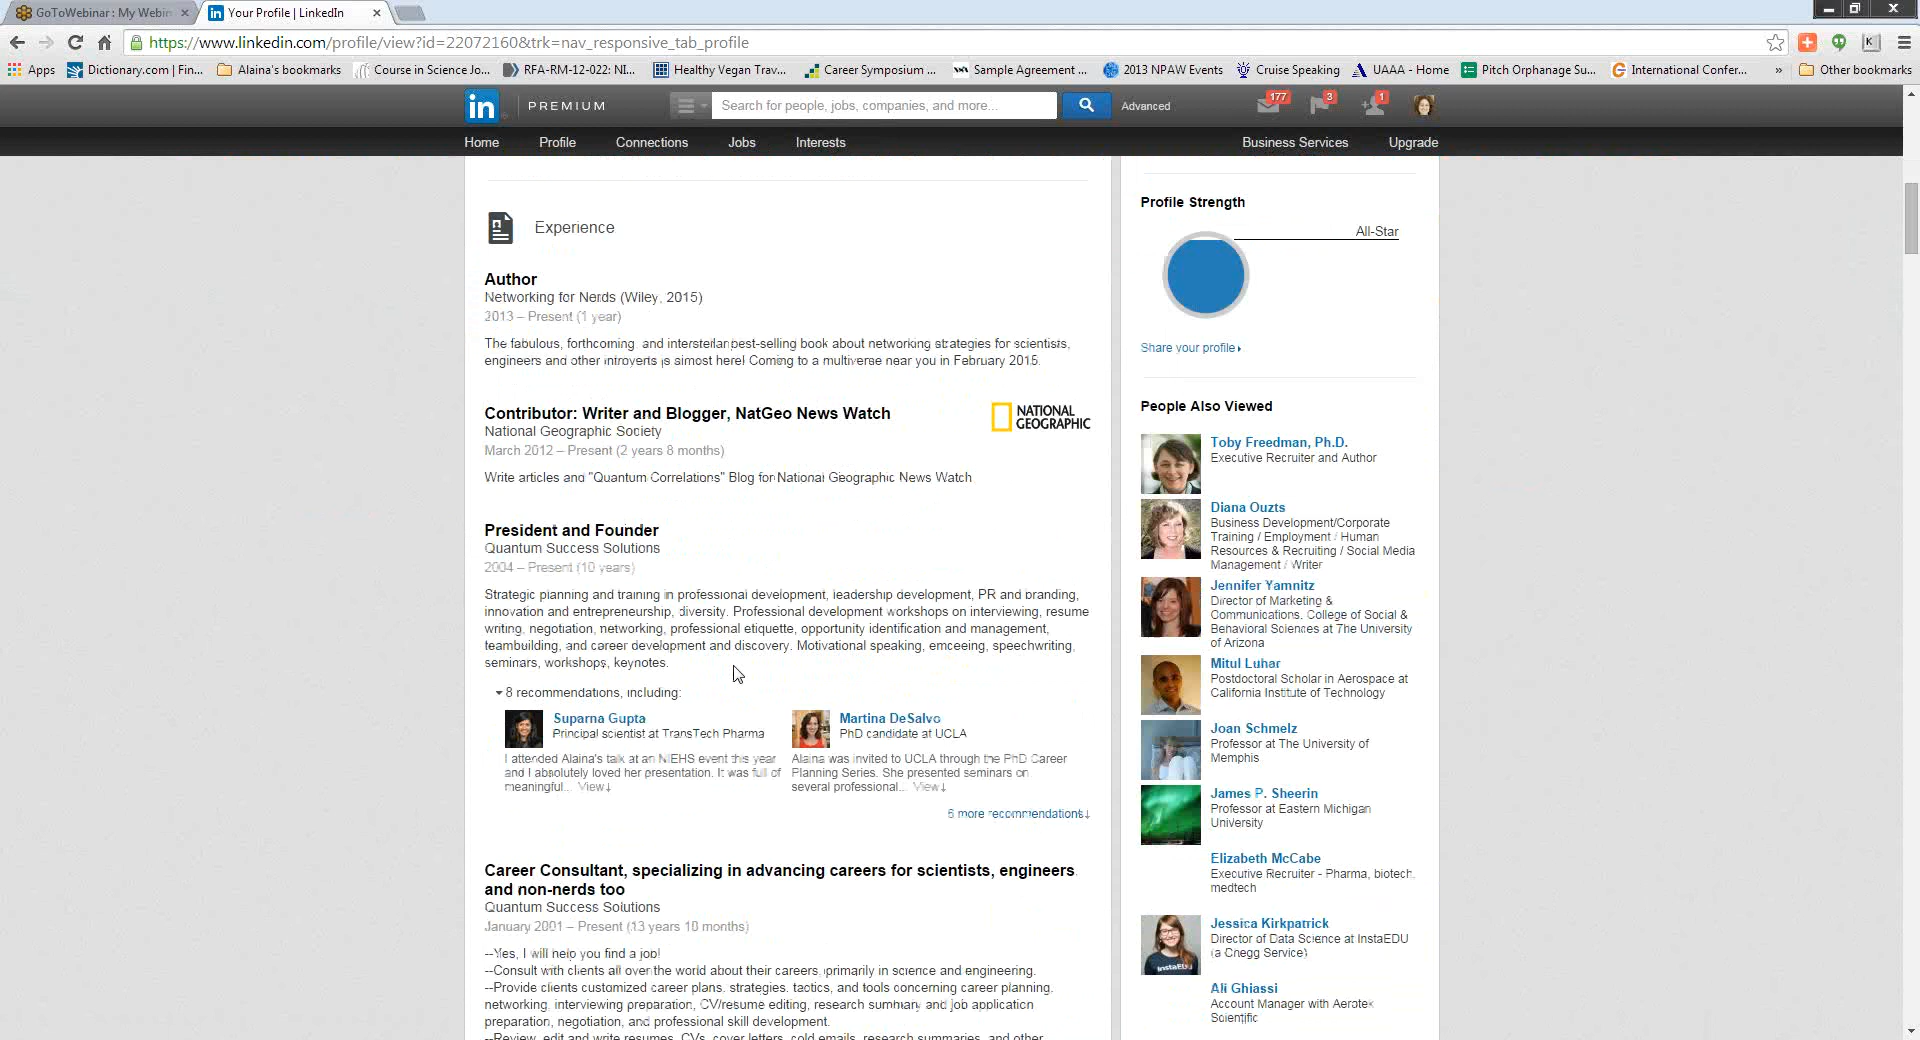 GoToWebinar : My Webin
Your Profile | LinkedIn
https://www.linkedin.com/profile/view?id=22072160&trk=nav_responsive_tab_profile
Apps
Dictionary.com | Fin...
Alaina's bookmarks
Course in Science Jo...
RFA-RM-12-022: NI...
Healthy Vegan Trav...
Career Symposium ...
Sample Agreement ...
2013 NPAW Events
Cruise Speaking
UAAA - Home
Pitch Orphanage Su...
International Confer...
»
Other bookmarks
in
PREMIUM
Search for people, jobs, companies, and more...
Advanced
177
3
1
Home
Profile
Connections
Jobs
Interests
Business Services
Upgrade
Experience
Author
Networking for Nerds (Wiley, 2015)
2013 – Present (1 year)
The fabulous, forthcoming, and interstellar best-selling book about networking strategies for scientists,
engineers and other introverts is almost here! Coming to a multiverse near you in February 2015.
Contributor: Writer and Blogger, NatGeo News Watch
National Geographic Society
March 2012 – Present (2 years 8 months)
NATIONAL
GEOGRAPHIC
Write articles and "Quantum Correlations" Blog for National Geographic News Watch
President and Founder
Quantum Success Solutions
2004 – Present (10 years)
Strategic planning and training in professional development, leadership development, PR and branding,
innovation and entrepreneurship, diversity. Professional development workshops on interviewing, resume
writing, negotiation, networking, professional etiquette, opportunity identification and management,
teambuilding, and career development and discovery. Motivational speaking, emceeing, speechwriting,
seminars, workshops, keynotes.
8 recommendations, including:
Suparna Gupta
Principal scientist at TransTech Pharma
I attended Alaina's talk at an NIEHS event this year
and I absolutely loved her presentation. It was full of
meaningful... View↓
Martina DeSalvo
PhD candidate at UCLA
Alaina was invited to UCLA through the PhD Career
Planning Series. She presented seminars on
several professional... View↓
6 more recommendations↓
Career Consultant, specializing in advancing careers for scientists, engineers
and non-nerds too
Quantum Success Solutions
January 2001 – Present (13 years 10 months)
--Yes, I will help you find a job!
--Consult with clients all over the world about their careers, primarily in science and engineering.
--Provide clients customized career plans, strategies, tactics, and tools concerning career planning,
networking, interviewing preparation, CV/resume editing, research summary and job application
preparation, negotiation, and professional skill development.
--Review, edit and write resumes, CVs, cover letters, cold emails, research summaries, and other
Profile Strength
All-Star
Share your profile
People Also Viewed
Toby Freedman, Ph.D.
Executive Recruiter and Author
Diana Ouzts
Business Development/Corporate
Training / Employment / Human
Resources & Recruiting / Social Media
Management / Writer
Jennifer Yamnitz
Director of Marketing &
Communications, College of Social &
Behavioral Sciences at The University
of Arizona
Mitul Luhar
Postdoctoral Scholar in Aerospace at
California Institute of Technology
Joan Schmelz
Professor at The University of
Memphis
James P. Sheerin
Professor at Eastern Michigan
University
Elizabeth McCabe
Executive Recruiter - Pharma, biotech,
medtech
Jessica Kirkpatrick
Director of Data Science at InstaEDU
(a Chegg Service)
InstaEDU
Ali Ghiassi
Account Manager with Aerotek
Scientific